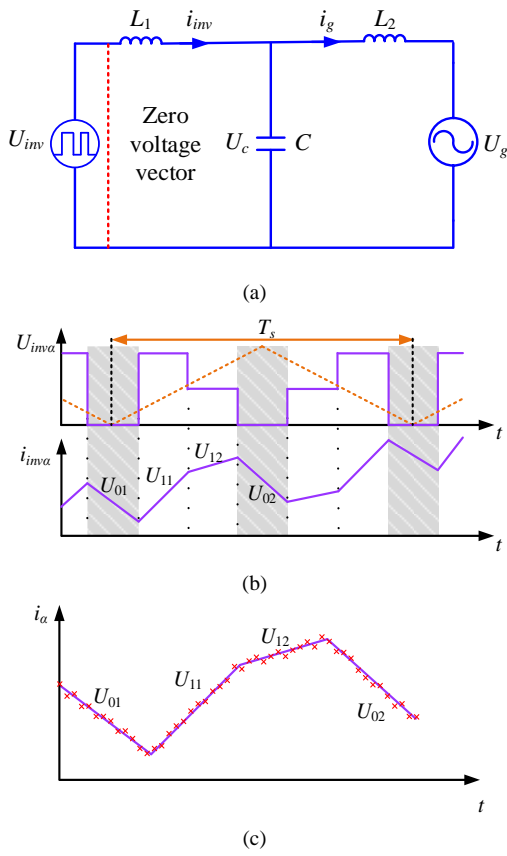 L1 iinv ig L2
Uinv Zero voltage vector Uc C Ug
(a)
Ts
Uinvα
t
iinvα
U01 U11 U12 U02
t
(b)
iα
U01 U11 U12 U02
t
(c)